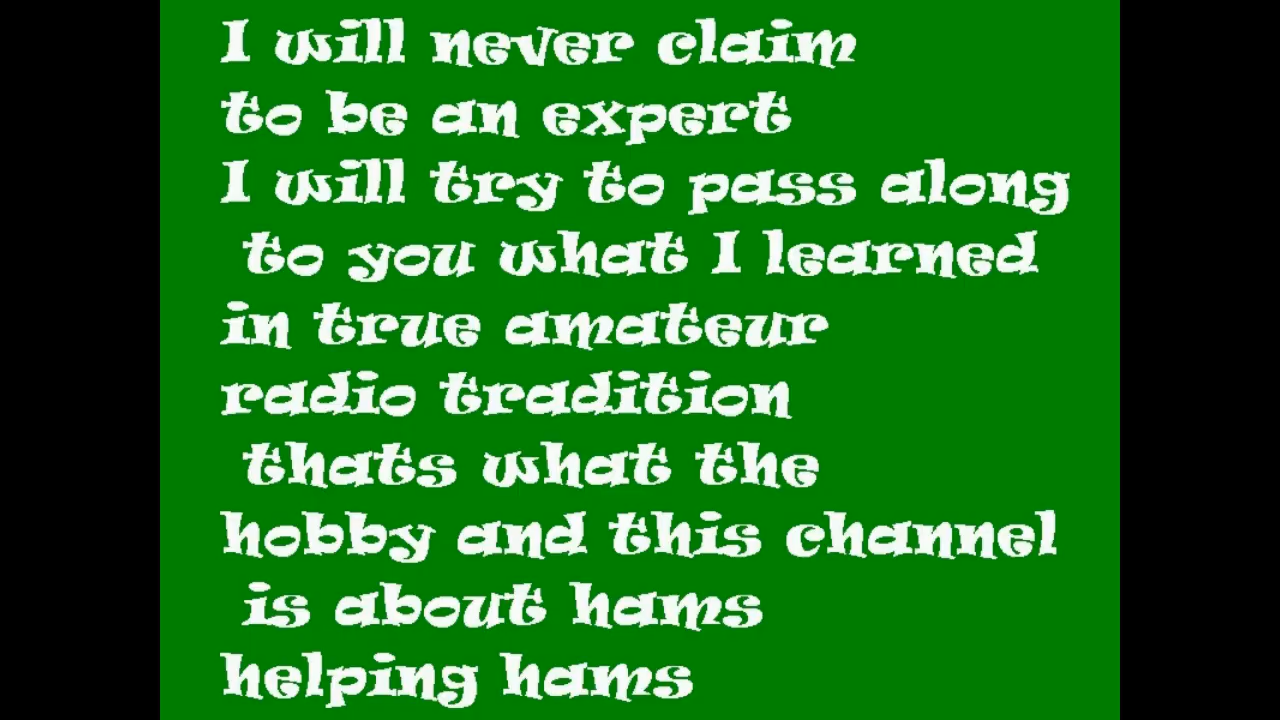 I will never claim
to be an expert
I will try to pass along
to you what I learned
in true amateur
radio tradition
thats what the
hobby and this channel
is about hams
helping hams